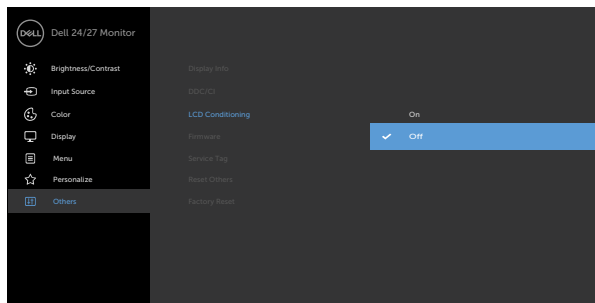 DELL Dell 24/27 Monitor
Brightness/Contrast Display Info
Input Source DDC/CI
Color LCD Conditioning On
Display Firmware Off
Menu Service Tag
Personalize Reset Others
Others Factory Reset